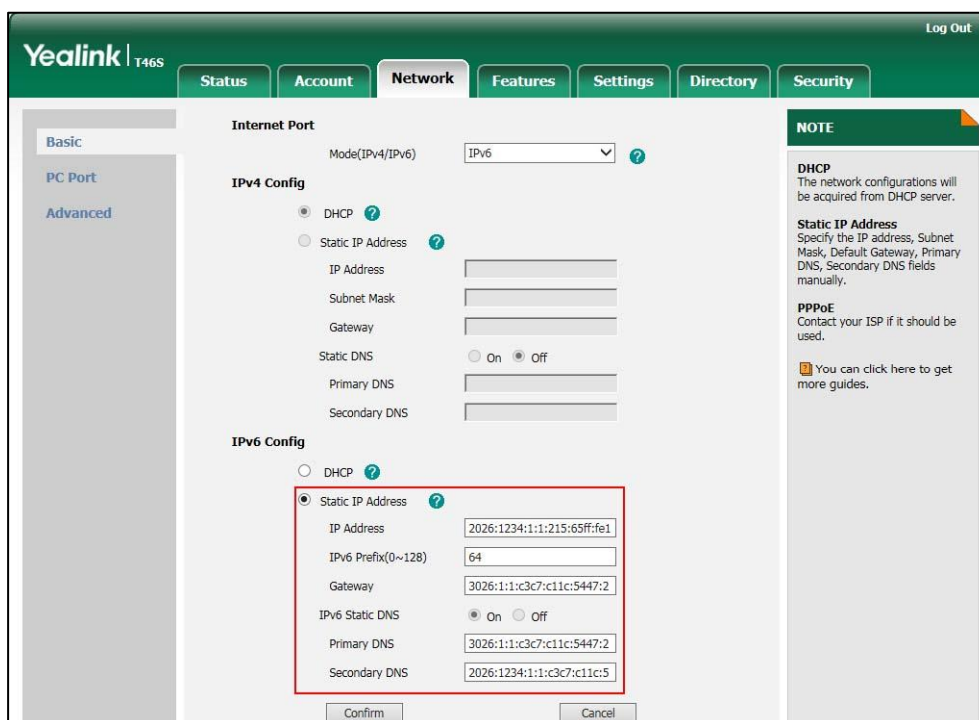 Log Out
Yealink T46S
Status Account Network Features Settings Directory Security
Basic
PC Port
Advanced
Internet Port
Mode(IPv4/IPv6) IPv6
IPv4 Config
DHCP
Static IP Address
IP Address
Subnet Mask
Gateway
Static DNS On Off
Primary DNS
Secondary DNS
IPv6 Config
DHCP
Static IP Address
IP Address 2026:1234:1:1:215:65ff:fe1
IPv6 Prefix(0~128) 64
Gateway 3026:1:1:c3c7:c11c:5447:2
IPv6 Static DNS On Off
Primary DNS 3026:1:1:c3c7:c11c:5447:2
Secondary DNS 2026:1234:1:1:c3c7:c11c:5
Confirm Cancel
NOTE
DHCP
The network configurations will
be acquired from DHCP server.
Static IP Address
Specify the IP address, Subnet
Mask, Default Gateway, Primary
DNS, Secondary DNS fields
manually.
PPPoE
Contact your ISP if it should be
used.
You can click here to get
more guides.